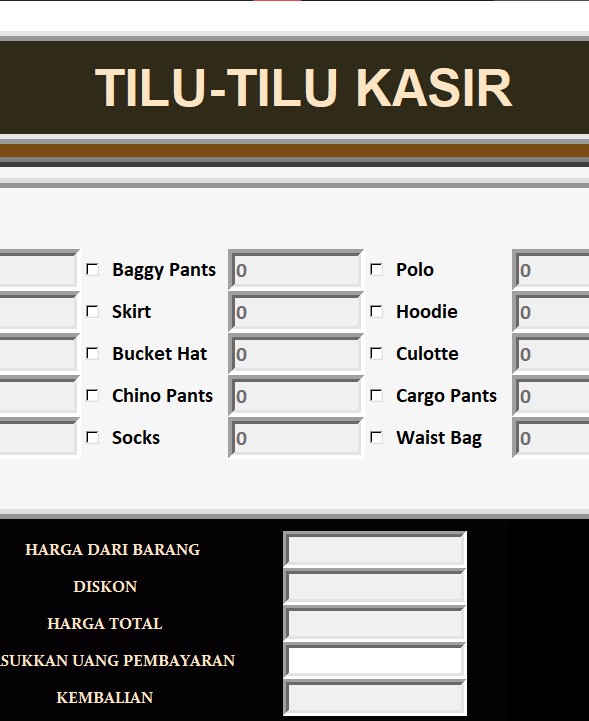 TILU-TILU KASIR
Baggy Pants 0 Polo 0
Skirt 0 Hoodie 0
Bucket Hat 0 Culotte 0
Chino Pants 0 Cargo Pants 0
Socks 0 Waist Bag 0
HARGA DARI BARANG
DISKON
HARGA TOTAL
ASUKKAN UANG PEMBAYARAN
KEMBALIAN